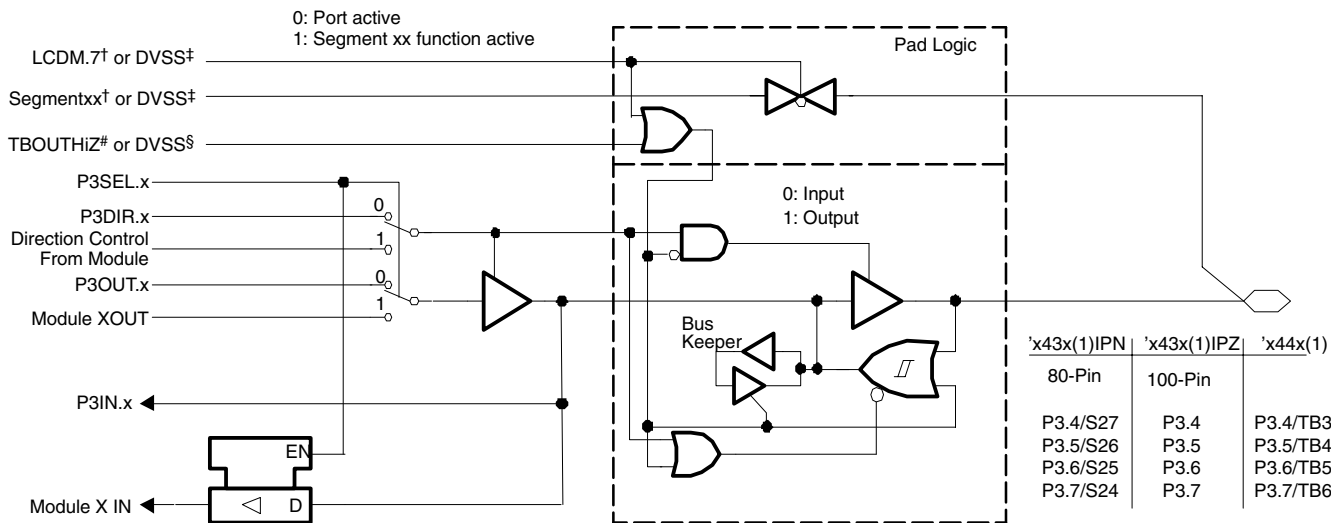 0: Port active
1: Segment xx function active
Pad Logic
LCDM.7† or DVSS‡
Segmentxx† or DVSS‡
TBOUTHiZ# or DVSS§
P3SEL.x
0: Input
1: Output
P3DIR.x
0
Direction Control
From Module
1
P3OUT.x
0
1
Module XOUT
Bus
Keeper
'x43x(1)IPN 'x43x(1)IPZ 'x44x(1)
80-Pin 100-Pin
P3.4/S27 P3.4 P3.4/TB3
P3.5/S26 P3.5 P3.5/TB4
P3.6/S25 P3.6 P3.6/TB5
P3.7/S24 P3.7 P3.7/TB6
P3IN.x
EN
Module X IN
D